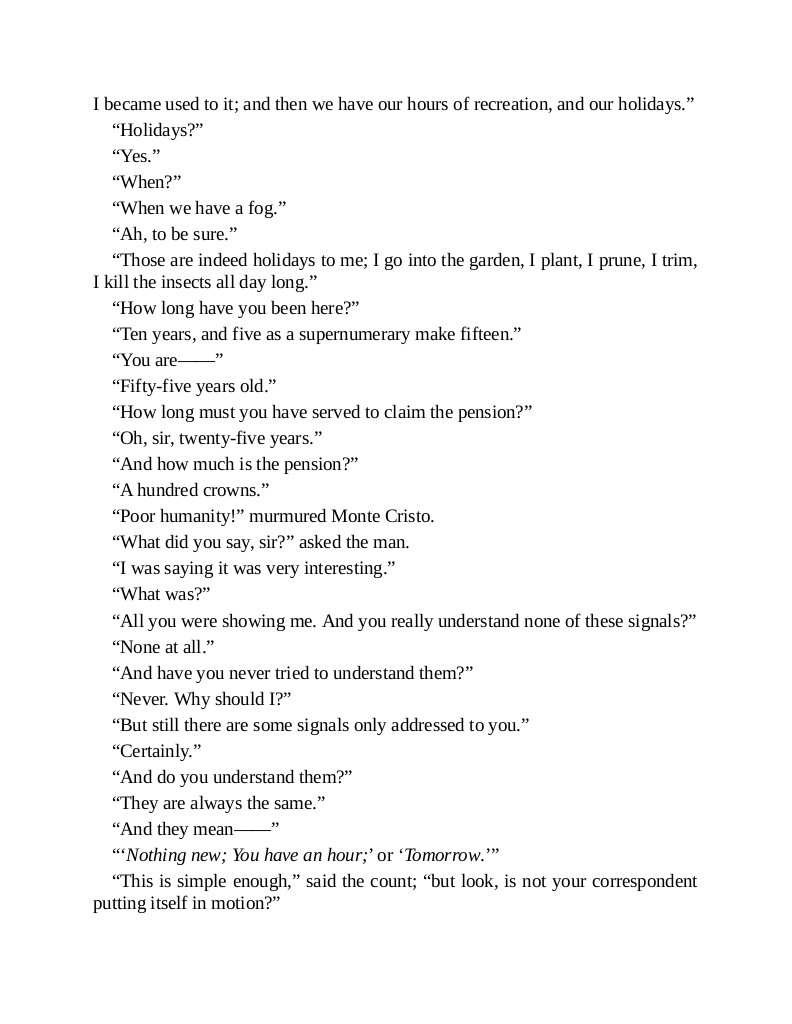 I became used to it; and then we have our hours of recreation, and our holidays.”
“Holidays?”
“Yes.”
“When?”
“When we have a fog.”
“Ah, to be sure.”
“Those are indeed holidays to me; I go into the garden, I plant, I prune, I trim,
I kill the insects all day long.”
“How long have you been here?”
“Ten years, and five as a supernumerary make fifteen.”
“You are——”
“Fifty-five years old.”
“How long must you have served to claim the pension?”
“Oh, sir, twenty-five years.”
“And how much is the pension?”
“A hundred crowns.”
“Poor humanity!” murmured Monte Cristo.
“What did you say, sir?” asked the man.
“I was saying it was very interesting.”
“What was?”
“All you were showing me. And you really understand none of these signals?”
“None at all.”
“And have you never tried to understand them?”
“Never. Why should I?”
“But still there are some signals only addressed to you.”
“Certainly.”
“And do you understand them?”
“They are always the same.”
“And they mean——”
“‘Nothing new; You have an hour;’ or ‘Tomorrow.’”
“This is simple enough,” said the count; “but look, is not your correspondent
putting itself in motion?”